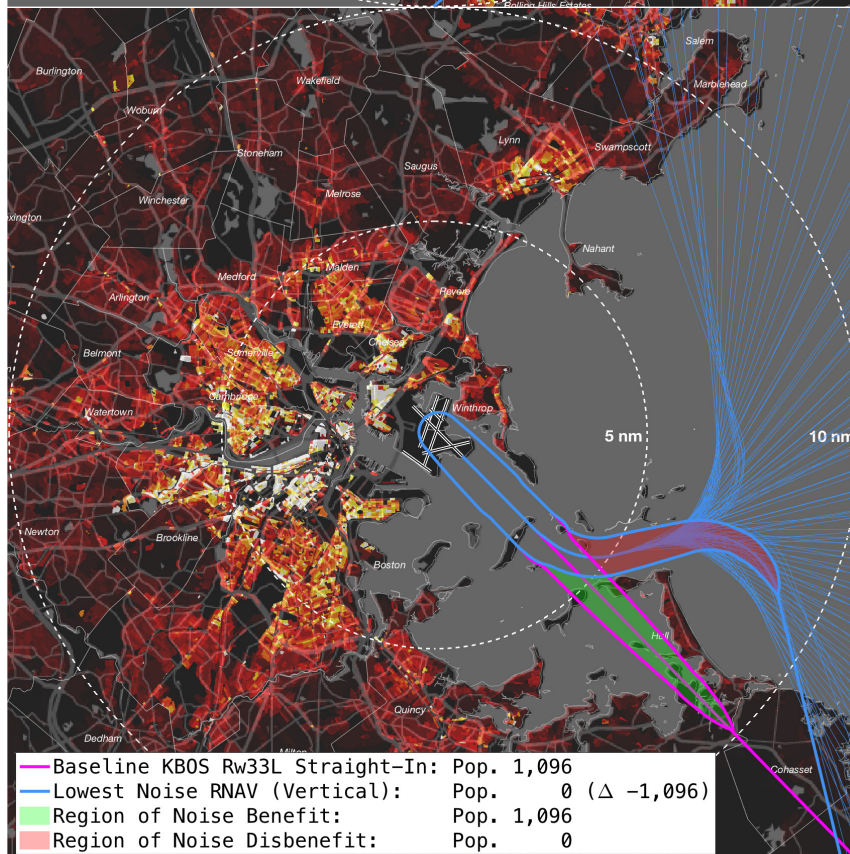 Rolling Hills Estates
Salem
Burlington
Wakefield
Marblehead
Woburn
Lynn
Stoneham
Swampscott
Saugus
Melrose
Winchester
exington
Nahant
Malden
Medford
Revere
Arlington
Everett
Chelsea
Belmont
Somerville
Cambridge
Winthrop
Watertown
5 nm
10 nm
Newton
Brookline
Boston
Hull
Quincy
Dedham
Milton
Cohasset
Baseline KBOS Rw33L Straight-In: Pop. 1,096
Lowest Noise RNAV (Vertical): Pop. 0 (Δ -1,096)
Region of Noise Benefit: Pop. 1,096
Region of Noise Disbenefit: Pop. 0